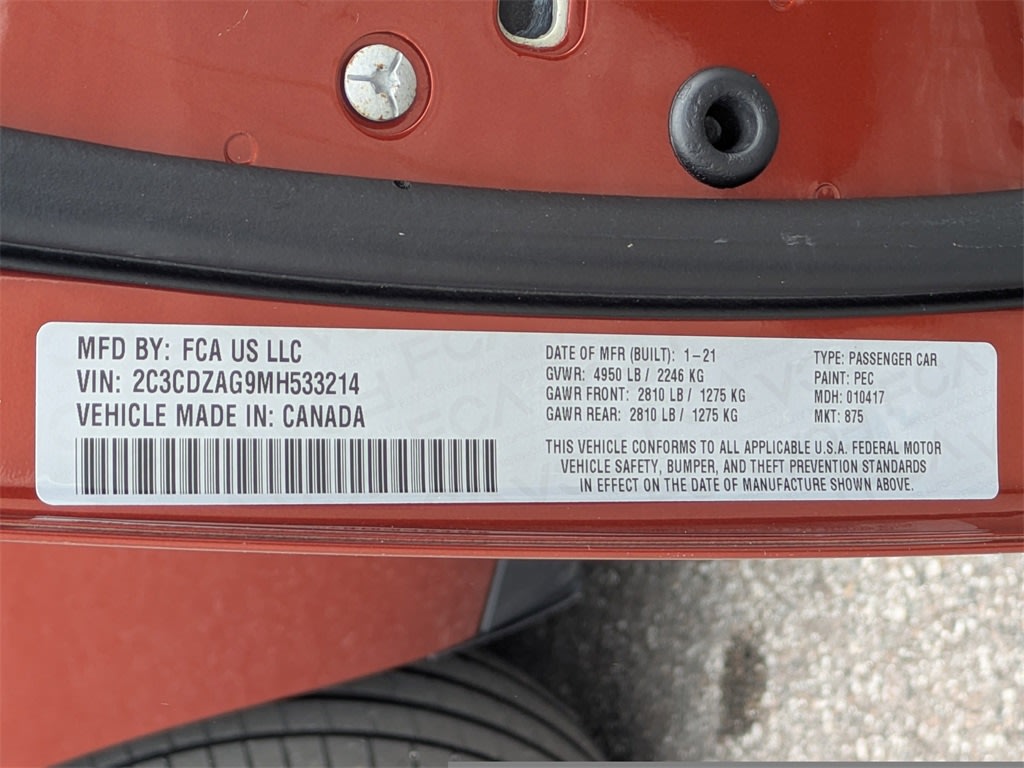 MFD BY: FCA US LLC
VIN: 2C3CDZAG9MH533214
VEHICLE MADE IN: CANADA
DATE OF MFR (BUILT): 1-21
GVWR: 4950 LB / 2246 KG
GAWR FRONT: 2810 LB / 1275 KG
GAWR REAR: 2810 LB / 1275 KG
TYPE: PASSENGER CAR
PAINT: PEC
MDH: 010417
MKT: 875
THIS VEHICLE CONFORMS TO ALL APPLICABLE U.S.A. FEDERAL MOTOR
VEHICLE SAFETY, BUMPER, AND THEFT PREVENTION STANDARDS
IN EFFECT ON THE DATE OF MANUFACTURE SHOWN ABOVE.